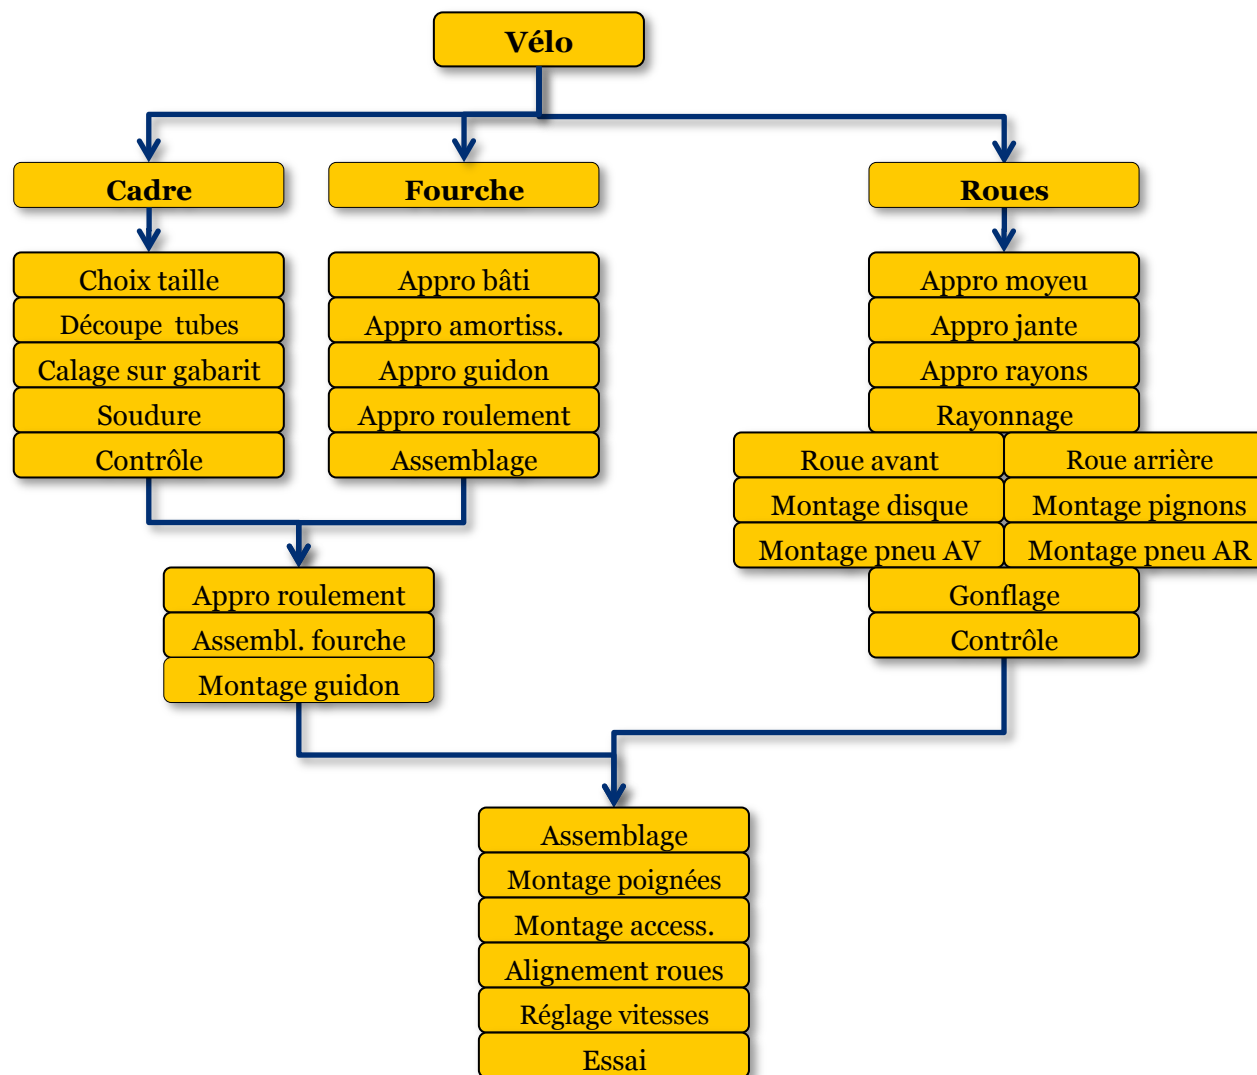 Vélo
Cadre
Fourche
Roues
Choix taille
Découpe tubes
Calage sur gabarit
Soudure
Contrôle
Appro bâti
Appro amortiss.
Appro guidon
Appro roulement
Assemblage
Appro moyeu
Appro jante
Appro rayons
Rayonnage
Roue avant
Roue arrière
Montage disque
Montage pignons
Montage pneu AV
Montage pneu AR
Gonflage
Contrôle
Appro roulement
Assembl. fourche
Montage guidon
Assemblage
Montage poignées
Montage access.
Alignement roues
Réglage vitesses
Essai